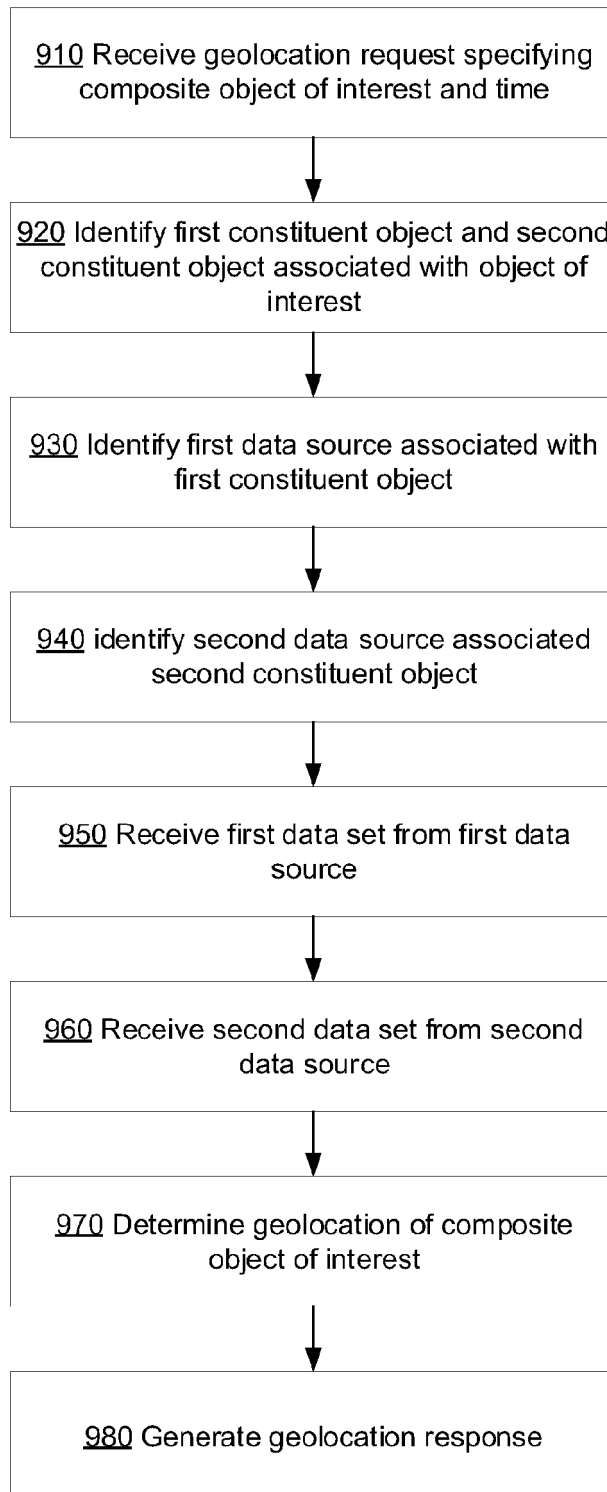 910 Receive geolocation request specifying
composite object of interest and time
920 Identify first constituent object and second
constituent object associated with object of
interest
930 Identify first data source associated with
first constituent object
940 identify second data source associated
second constituent object
950 Receive first data set from first data
source
960 Receive second data set from second
data source
970 Determine geolocation of composite
object of interest
980 Generate geolocation response